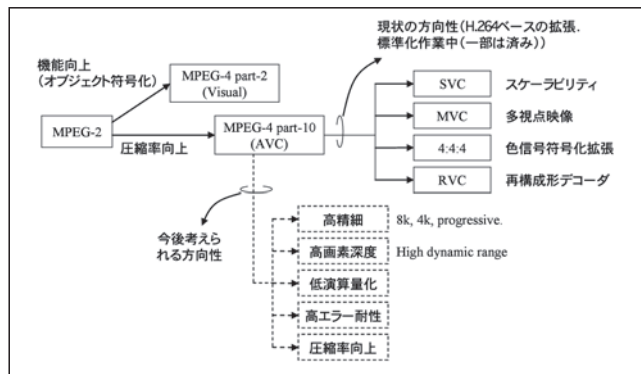 現状の方向性(H.264ベースの拡張.
標準化作業中(一部は済み))
機能向上
(オブジェクト符号化)
MPEG-4 part-2
(Visual)
SVC
スケーラビリティ
MPEG-2
MPEG-4 part-10
(AVC)
圧縮率向上
MVC
多視点映像
4:4:4
色信号符号化拡張
RVC
再構成形デコーダ
今後考えら
れる方向性
高精細
8k, 4k, progressive.
高画素深度
High dynamic range
低演算量化
高エラー耐性
圧縮率向上